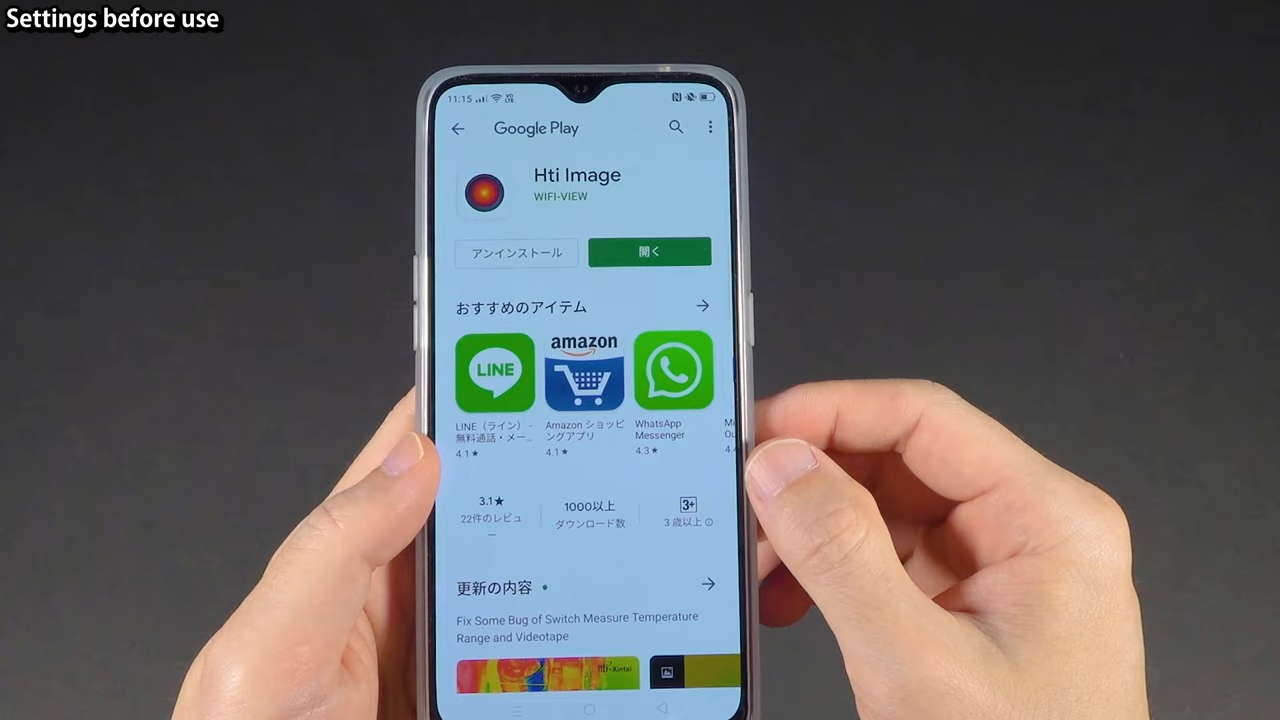 Settings before use
11:15
Google Play
Hti Image
WIFI-VIEW
アンインストール
開く
おすすめのアイテム
LINE
amazon
LINE（ライン） -
無料通話・メー...
4.1★
Amazon ショッピ
ングアプリ
4.1★
WhatsApp
Messenger
4.3★
4.4
3.1★
22件のレビュ
ー
1000以上
ダウンロード数
3+
3 歳以上
更新の内容
Fix Some Bug of Switch Measure Temperature
Range and Videotape